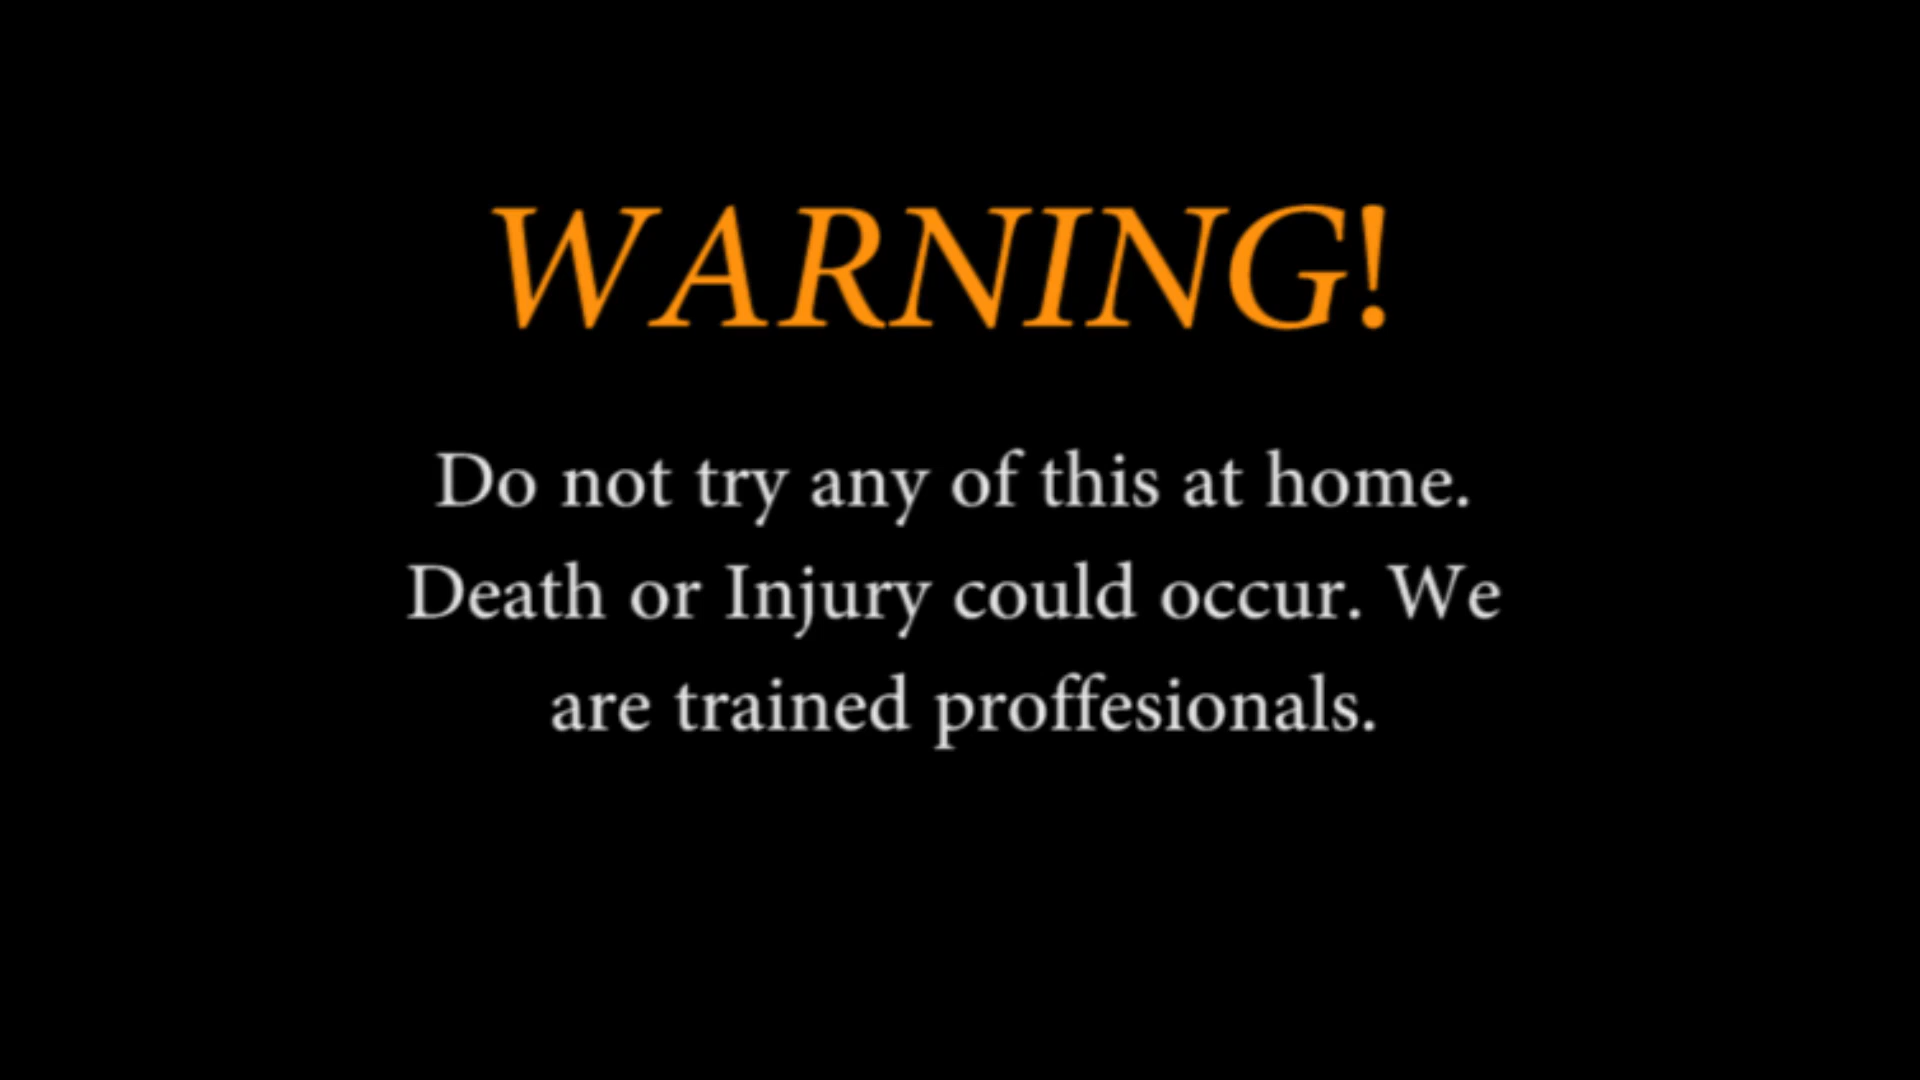 WARNING!
Do not try any of this at home.
Death or Injury could occur. We
are trained proffesionals.